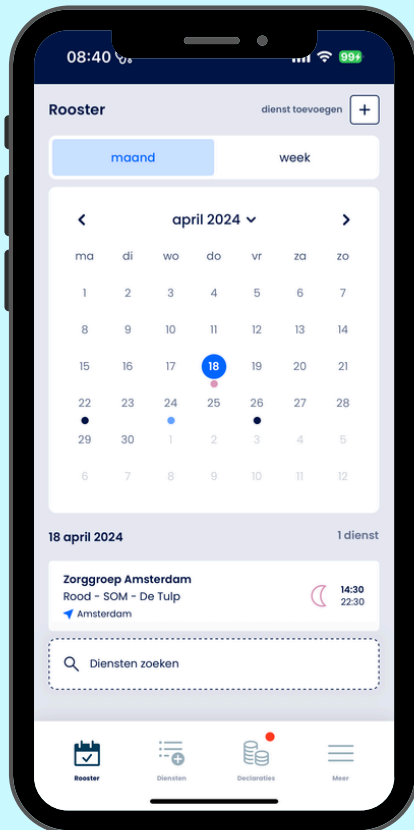 08:40 99+
Rooster dienst toevoegen +
maand week
april 2024
ma di wo do vr za zo
1 2 3 4 5 6 7
8 9 10 11 12 13 14
15 16 17 18 19 20 21
22 23 24 25 26 27 28
29 30 1 2 3 4 5
6 7 8 9 10 11 12
18 april 2024 1 dienst
Zorggroep Amsterdam
Rood - SOM - De Tulp 14:30
Amsterdam 22:30
Diensten zoeken
Rooster Diensten Declaraties Meer